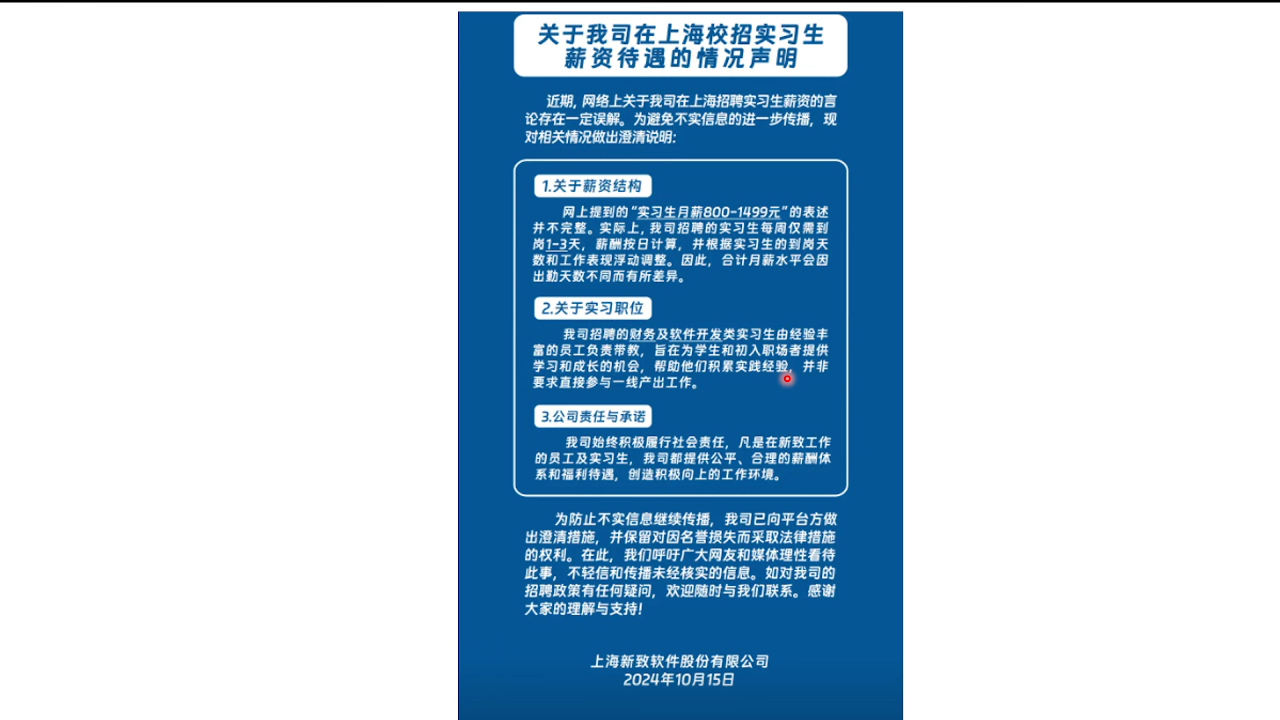 关于我司在上海校招实习生
薪资待遇的情况声明
近期，网络上关于我司在上海招聘实习生薪资的言
论存在一定误解。为避免不实信息的进一步传播，现
对相关情况做出澄清说明：
1.关于薪资结构
网上提到的“实习生月薪800-1499元”的表述
并不完整。实际上，我司招聘的实习生每周仅需到
岗1-3天，薪酬按日计算，并根据实习生的到岗天
数和工作表现浮动调整。因此，合计月薪水平会因
出勤天数不同而有所差异。
2.关于实习职位
我司招聘的财务及软件开发类实习生由经验丰
富的员工负责带教，旨在为学生和初入职场者提供
学习和成长的机会，帮助他们积累实践经验，并非
要求直接参与一线产出工作。
3.公司责任与承诺
我司始终积极履行社会责任，凡是在新致工作
的员工及实习生，我司都提供公平、合理的薪酬体
系和福利待遇，创造积极向上的工作环境。
为防止不实信息继续传播，我司已向平台方做
出澄清措施，并保留对因名誉损失而采取法律措施
的权利。在此，我们呼吁广大网友和媒体理性看待
此事，不轻信和传播未经核实的信息。如对我司的
招聘政策有任何疑问，欢迎随时与我们联系。感谢
大家的理解与支持！
上海新致软件股份有限公司
2024年10月15日